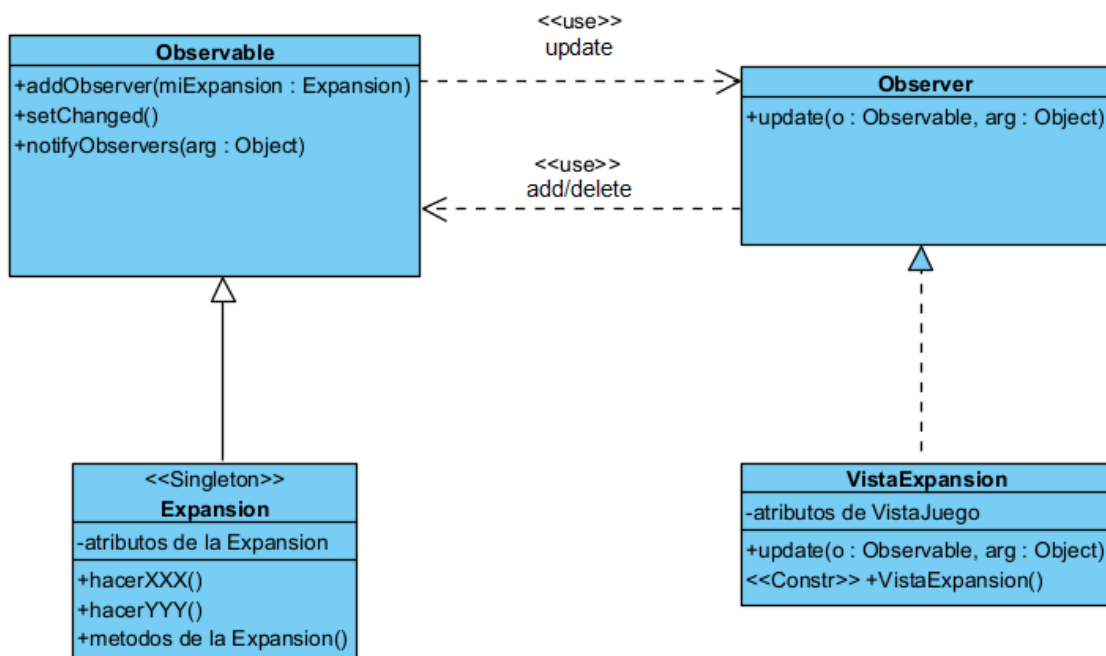 Observable
+addObserver(miExpansion : Expansion)
+setChanged()
+notifyObservers(arg : Object)
<<use>>
update
<<use>>
add/delete
Observer
+update(o : Observable, arg : Object)
<<Singleton>>
Expansion
-atributos de la Expansion
+hacerXXX()
+hacerYYY()
+metodos de la Expansion()
VistaExpansion
-atributos de VistaJuego
+update(o : Observable, arg : Object)
<<Constr>> +VistaExpansion()